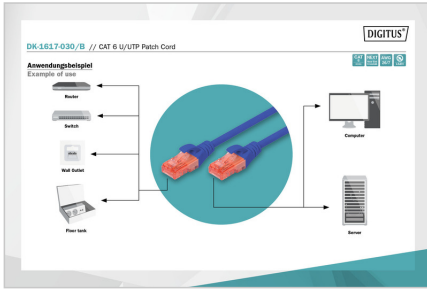 DIGITUS®
DK-1617-030/B // CAT 6 U/UTP Patch Cord
Anwendungsbeispiel
Example of use
Router
Switch
Wall Outlet
Floor tank
Computer
Server